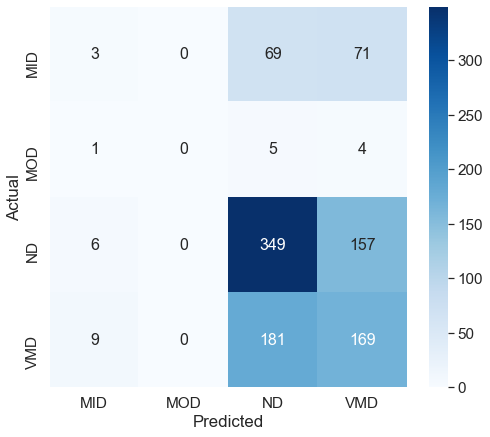 MID 3 0 69 71
MOD 1 0 5 4
ND 6 0 349 157
VMD 9 0 181 169
MID MOD ND VMD
Predicted
Actual
350
300
250
200
150
100
50
0